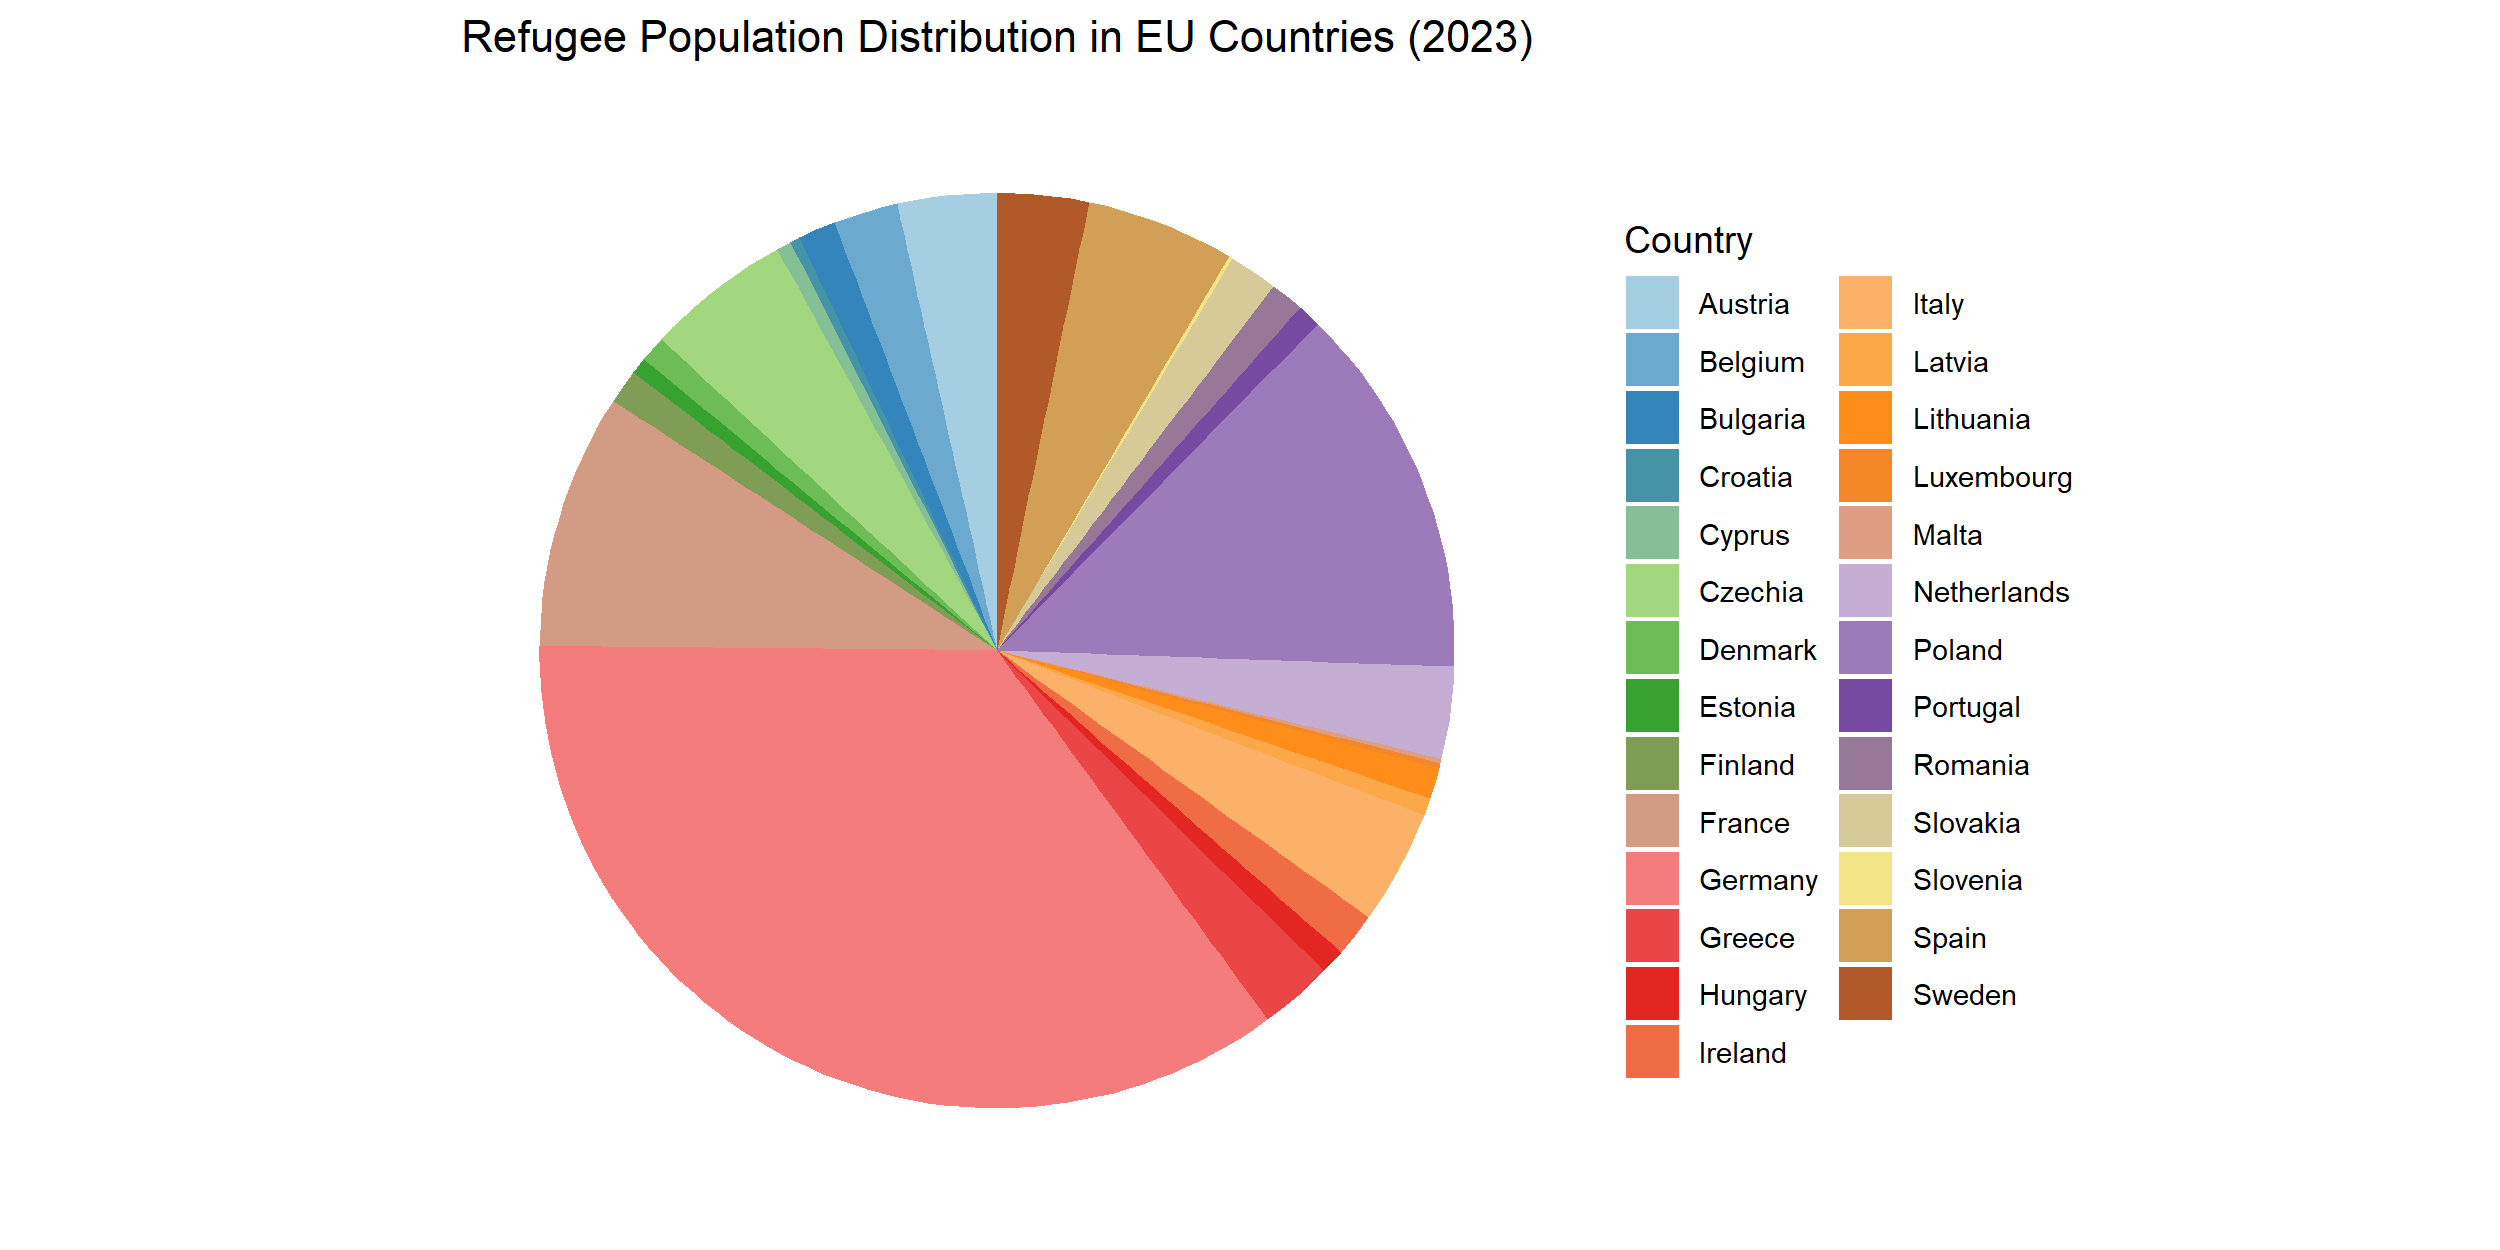 Refugee Population Distribution in EU Countries (2023)
Country
Austria
Belgium
Bulgaria
Croatia
Cyprus
Czechia
Denmark
Estonia
Finland
France
Germany
Greece
Hungary
Ireland
Italy
Latvia
Lithuania
Luxembourg
Malta
Netherlands
Poland
Portugal
Romania
Slovakia
Slovenia
Spain
Sweden